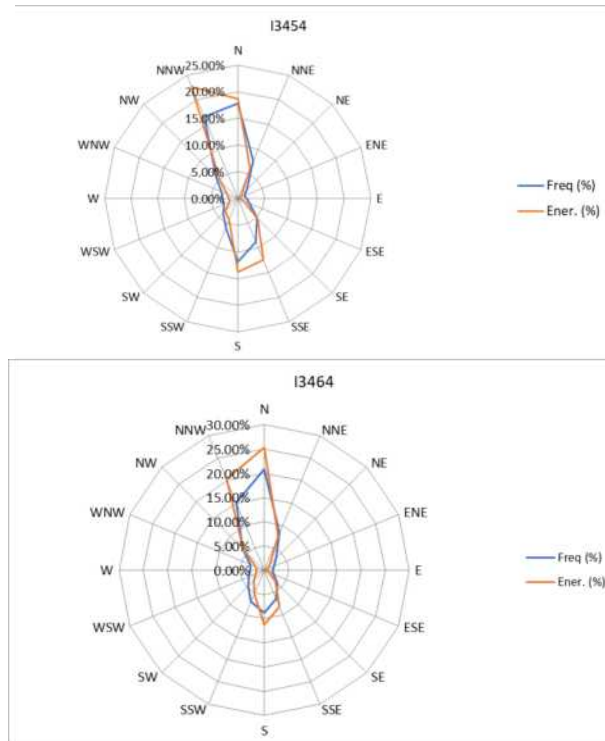 I3454
N
NNW
NNE
25.00%
NW
NE
20.00%
15.00%
WNW
ENE
10.00%
5.00%
W
0.00%
E
Freq (%)
Ener. (%)
WSW
ESE
SW
SE
SSW
SSE
S
I3464
N
30.00%
NNW
NNE
25.00%
NW
NE
20.00%
15.00%
WNW
ENE
10.00%
5.00%
W
0.00%
E
Freq (%)
Ener. (%)
WSW
ESE
SW
SE
SSW
SSE
S